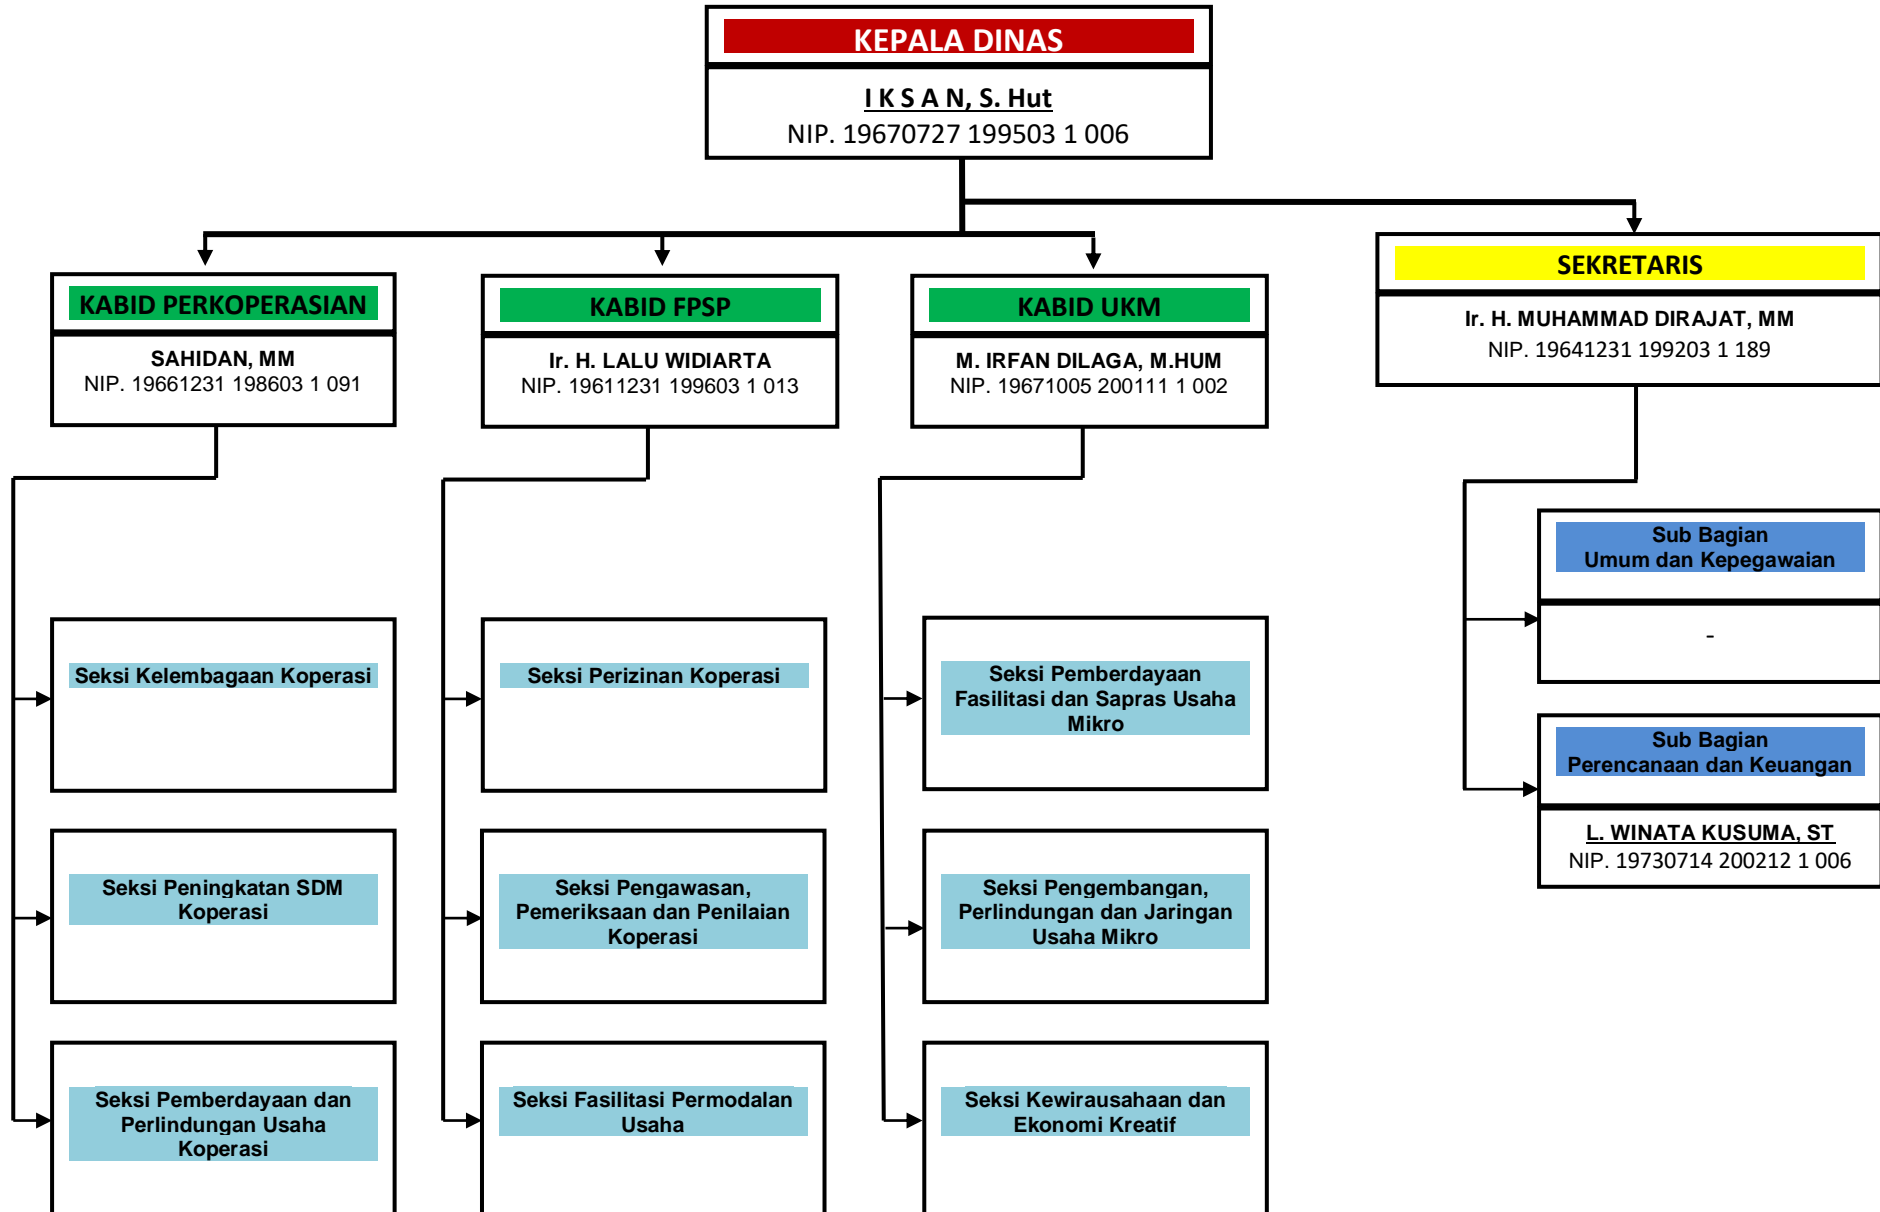 KEPALA DINAS
I K S A N, S. Hut
NIP. 19670727 199503 1 006
KABID PERKOPERASIAN
SAHIDAN, MM
NIP. 19661231 198603 1 091
KABID FPSP
Ir. H. LALU WIDIARTA
NIP. 19611231 199603 1 013
KABID UKM
M. IRFAN DILAGA, M.HUM
NIP. 19671005 200111 1 002
SEKRETARIS
Ir. H. MUHAMMAD DIRAJAT, MM
NIP. 19641231 199203 1 189
Sub Bagian
Umum dan Kepegawaian
-
Sub Bagian
Perencanaan dan Keuangan
L. WINATA KUSUMA, ST
NIP. 19730714 200212 1 006
Seksi Kelembagaan Koperasi
Seksi Peningkatan SDM
Koperasi
Seksi Pemberdayaan dan
Perlindungan Usaha
Koperasi
Seksi Perizinan Koperasi
Seksi Pengawasan,
Pemeriksaan dan Penilaian
Koperasi
Seksi Fasilitasi Permodalan
Usaha
Seksi Pemberdayaan
Fasilitasi dan Sapras Usaha
Mikro
Seksi Pengembangan,
Perlindungan dan Jaringan
Usaha Mikro
Seksi Kewirausahaan dan
Ekonomi Kreatif